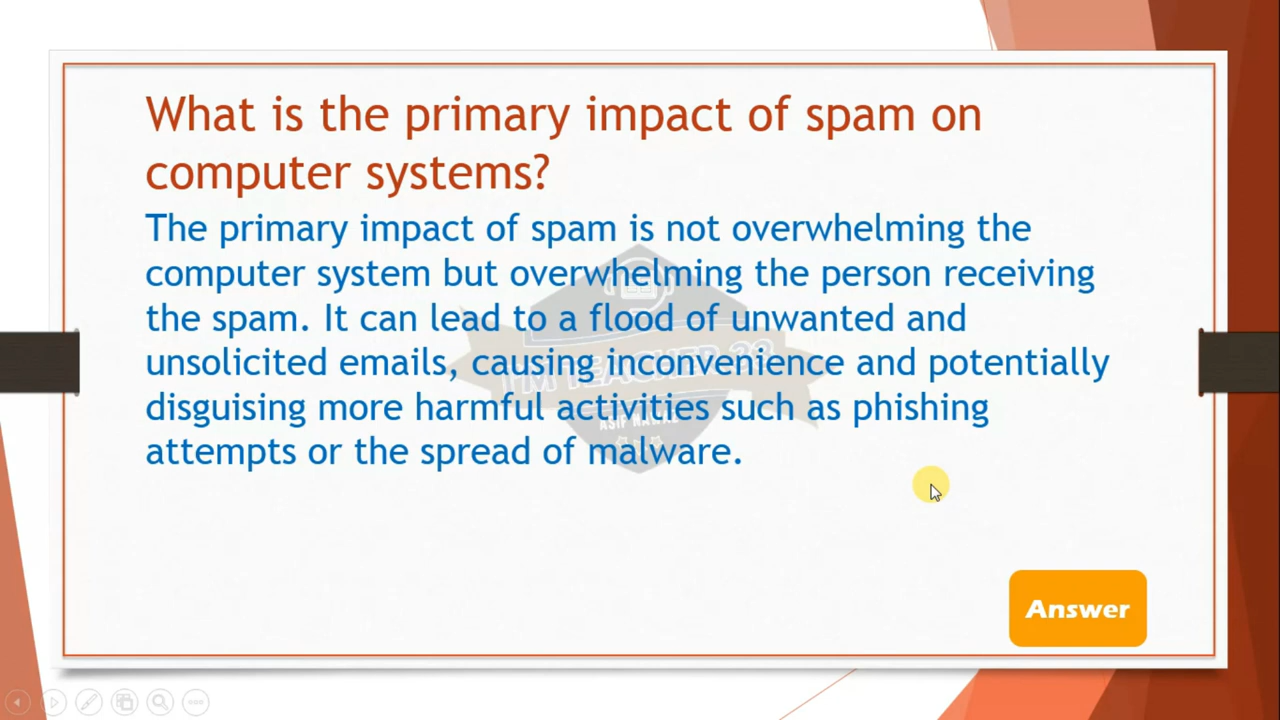 What is the primary impact of spam on
computer systems?
The primary impact of spam is not overwhelming the
computer system but overwhelming the person receiving
the spam. It can lead to a flood of unwanted and
unsolicited emails, causing inconvenience and potentially
disguising more harmful activities such as phishing
attempts or the spread of malware.
Answer